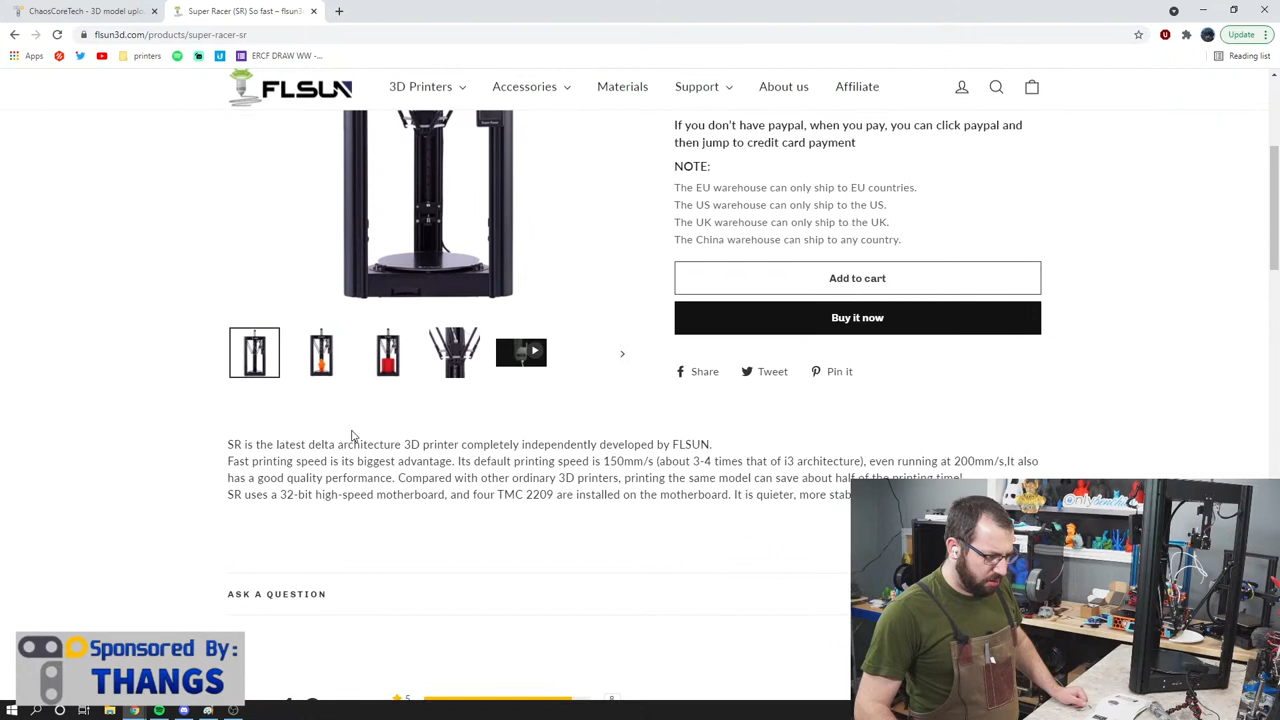 ChaosCoreTech - 3D model uplo
Super Racer (SR) So fast – flsun3
flsun3d.com/products/super-racer-sr
Update
Apps
printers
ERCF DRAW WW -...
Reading list
FLSUN
3D Printers
Accessories
Materials
Support
About us
Affiliate
If you don't have paypal, when you pay, you can click paypal and
then jump to credit card payment
NOTE:
The EU warehouse can only ship to EU countries.
The US warehouse can only ship to the US.
The UK warehouse can only ship to the UK.
The China warehouse can ship to any country.
Add to cart
Buy it now
Share
Tweet
Pin it
SR is the latest delta architecture 3D printer completely independently developed by FLSUN.
Fast printing speed is its biggest advantage. Its default printing speed is 150mm/s (about 3-4 times that of i3 architecture), even running at 200mm/s,It also
has a good quality performance. Compared with other ordinary 3D printers, printing the same model can save about half of the printing time!
SR uses a 32-bit high-speed motherboard, and four TMC 2209 are installed on the motherboard. It is quieter, more stab
ASK A QUESTION
5
8
Sponsored By:
THANGS